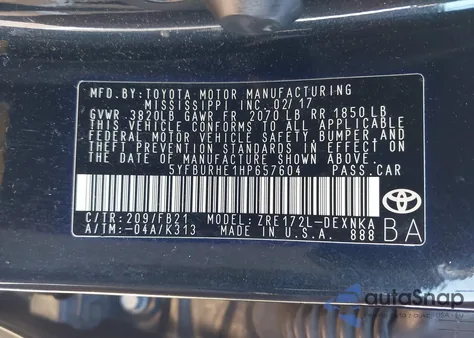 MFD.BY:TOYOTA MOTOR MANUFACTURING
MISSISSIPPI INC. 02/17
GVWR 3820LB GAWR FR 2070 LB RR 1850 LB
THIS VEHICLE CONFORMS TO ALL APPLICABLE
FEDERAL MOTOR VEHICLE SAFETY, BUMPER, AND
THEFT PREVENTION STANDARDS IN EFFECT ON
THE DATE OF MANUFACTURE SHOWN ABOVE.
5YFBURHE1HP657604 PASS.CAR
C/TR: 209/FB21 MODEL: ZRE172L-DEXNKA
A/TM:-04A/K313 MADE IN U.S.A. 888
BA
autoSnap